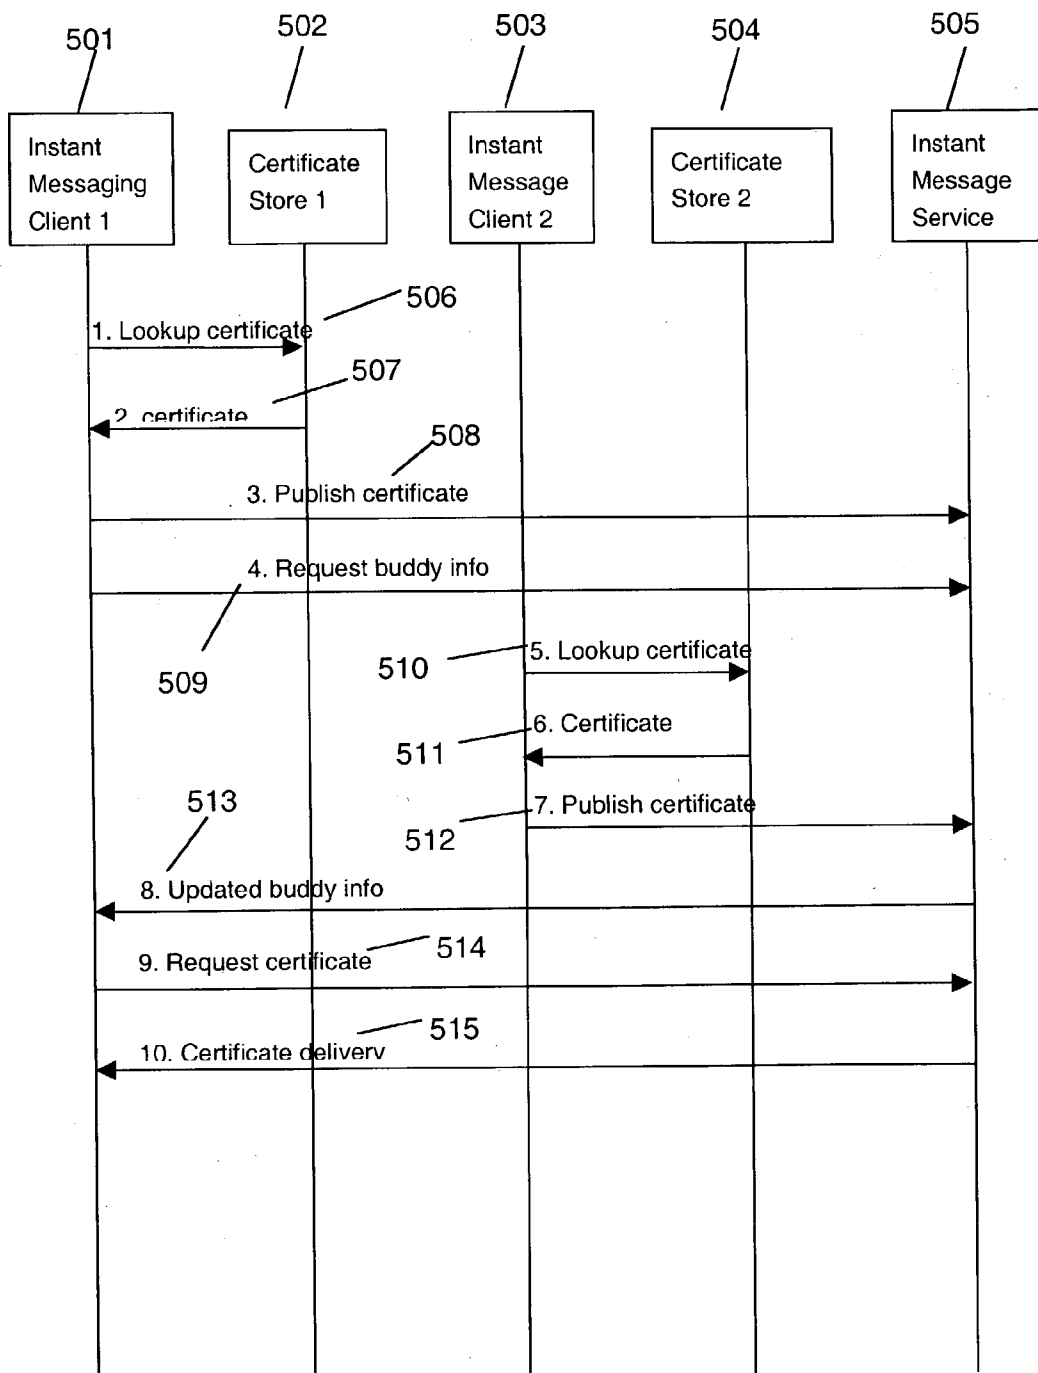 501
502
503
504
505
Instant
Messaging
Client 1
Certificate
Store 1
Instant
Message
Client 2
Certificate
Store 2
Instant
Message
Service
506
1. Lookup certificate
507
2. certificate
508
3. Publish certificate
4. Request buddy info
509
510
5. Lookup certificate
511
6. Certificate
513
512
7. Publish certificate
8. Updated buddy info
514
9. Request certificate
515
10. Certificate delivery